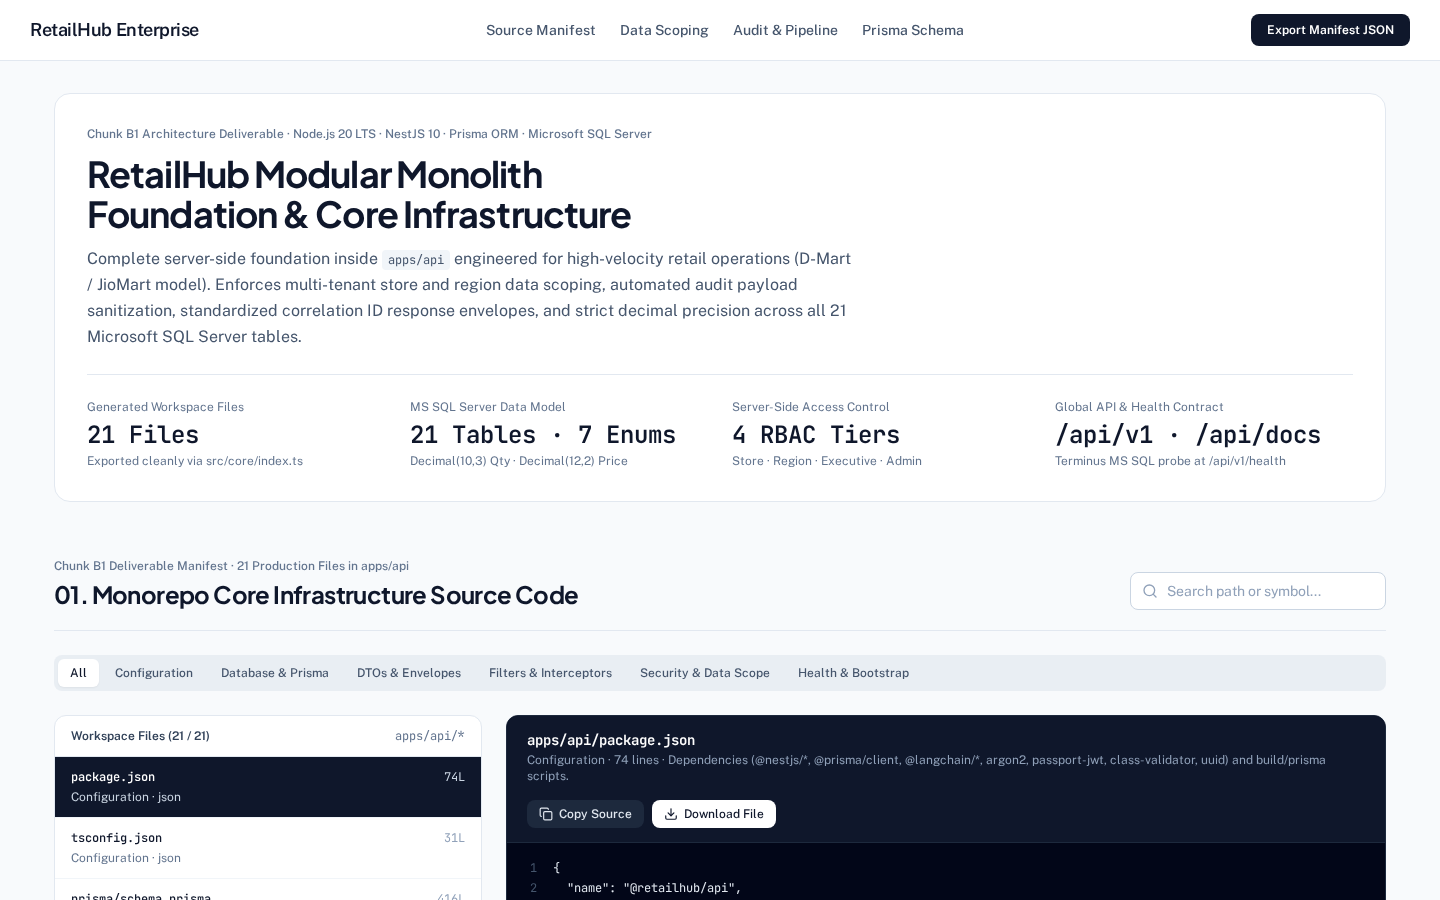 RetailHub Enterprise
Source Manifest
Data Scoping
Audit & Pipeline
Prisma Schema
Export Manifest JSON
Chunk B1 Architecture Deliverable · Node.js 20 LTS · NestJS 10 · Prisma ORM · Microsoft SQL Server
RetailHub Modular Monolith
Foundation & Core Infrastructure
Complete server-side foundation inside apps/api engineered for high-velocity retail operations (D-Mart
/ JioMart model). Enforces multi-tenant store and region data scoping, automated audit payload
sanitization, standardized correlation ID response envelopes, and strict decimal precision across all 21
Microsoft SQL Server tables.
Generated Workspace Files
21 Files
Exported cleanly via src/core/index.ts
MS SQL Server Data Model
21 Tables · 7 Enums
Decimal(10,3) Qty · Decimal(12,2) Price
Server-Side Access Control
4 RBAC Tiers
Store · Region · Executive · Admin
Global API & Health Contract
/api/v1 · /api/docs
Terminus MS SQL probe at /api/v1/health
Chunk B1 Deliverable Manifest · 21 Production Files in apps/api
01. Monorepo Core Infrastructure Source Code
Search path or symbol...
All
Configuration
Database & Prisma
DTOs & Envelopes
Filters & Interceptors
Security & Data Scope
Health & Bootstrap
Workspace Files (21 / 21)
apps/api/*
package.json
74L
Configuration · json
tsconfig.json
31L
Configuration · json
prisma/schema.prisma
416L
apps/api/package.json
Configuration · 74 lines · Dependencies (@nestjs/*, @prisma/client, @langchain/*, argon2, passport-jwt, class-validator, uuid) and build/prisma
scripts.
Copy Source
Download File
1 {
2 "name": "@retailhub/api",